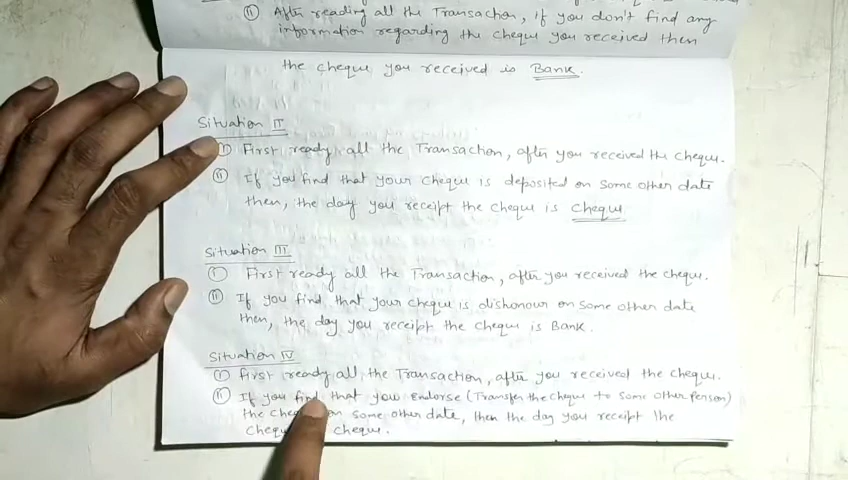 (ii) After reading all the Transaction, if you don't find any
information regarding the cheque you received then
the cheque you received is Bank.
Situation II
(i) First ready all the Transaction, after you received the cheque.
(ii) If you find that your cheque is deposited on some other date
then, the day you receipt the cheque is cheque
Situation III
(i) First ready all the Transaction, after you received the cheque.
(ii) If you find that your cheque is dishonour on some other date
then, the day you receipt the cheque is Bank.
Situation IV
(i) First ready all the Transaction, after you received the cheque.
(ii) If you find that you Endorse (Transfer the cheque to some other person)
the on some other date, then the day you receipt the
cheque.